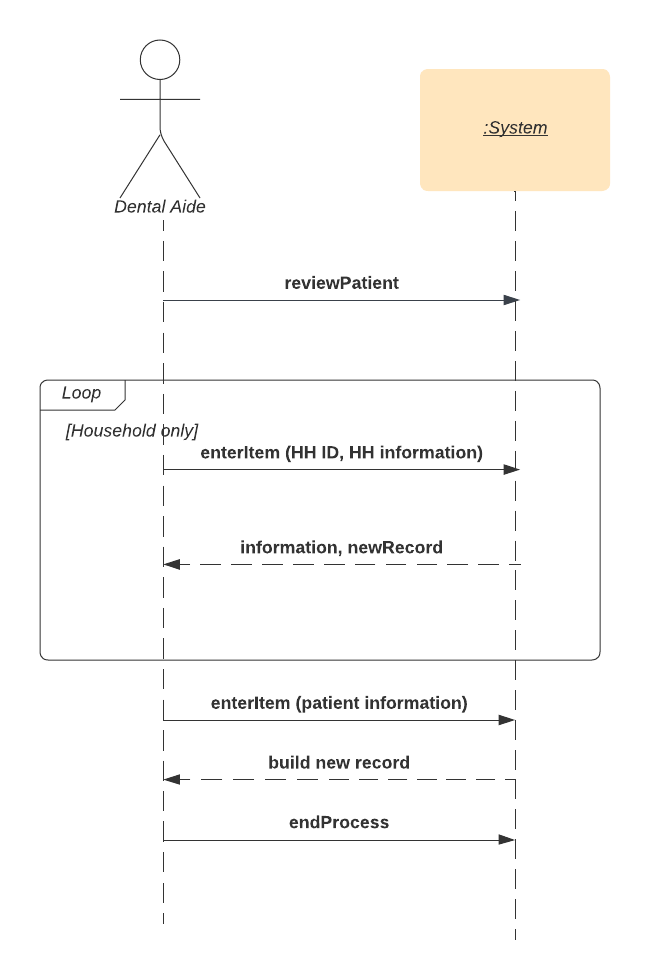 :System
Dental Aide
reviewPatient
Loop
[Household only]
enterItem (HH ID, HH information)
information, newRecord
enterItem (patient information)
build new record
endProcess